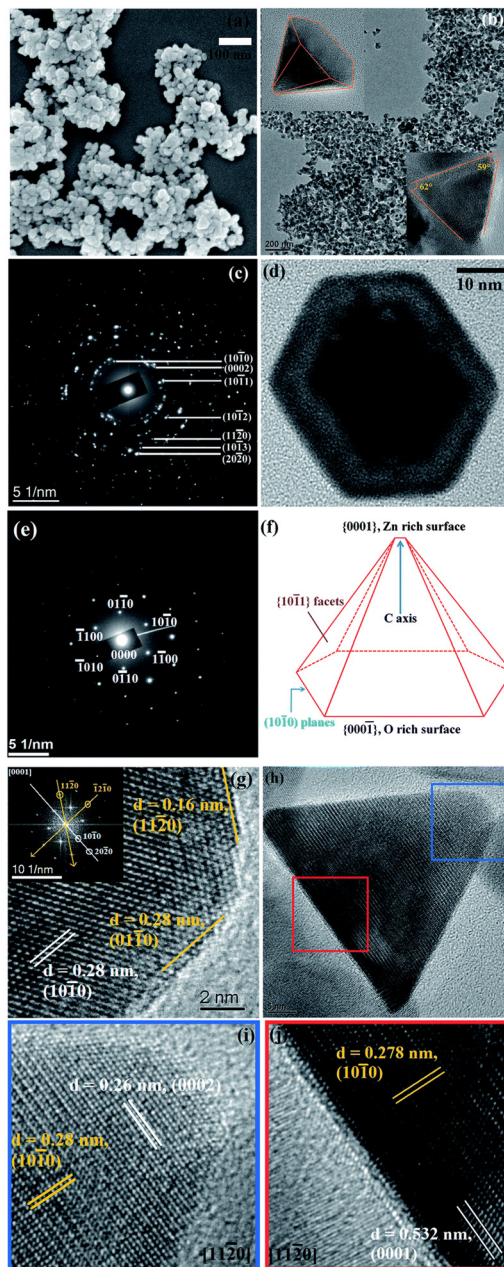 (a)
100 nm
(b)
59°
62°
200 nm
(c)
(101̅0)
(0002)
(101̅1)
(101̅2)
(112̅0)
(101̅3)
(202̅0)
5 1/nm
(d)
10 nm
(e)
011̅0
101̅0
1̅100
0000
1̅010
11̅00
01̅10
5 1/nm
(f)
{0001}, Zn rich surface
{101̅1} facets
C axis
(101̅0) planes
{0001̅}, O rich surface
(g)
[0001]
112̅0
1̅21̅0
101̅0
202̅0
10 1/nm
d = 0.16 nm,
(112̅0)
d = 0.28 nm,
(011̅0)
d = 0.28 nm,
(101̅0)
2 nm
(h)
5 nm
(i)
d = 0.26 nm, (0002)
d = 0.28 nm,
(101̅0)
[112̅0]
(j)
d = 0.278 nm,
(101̅0)
d = 0.532 nm,
(0001)
[112̅0]